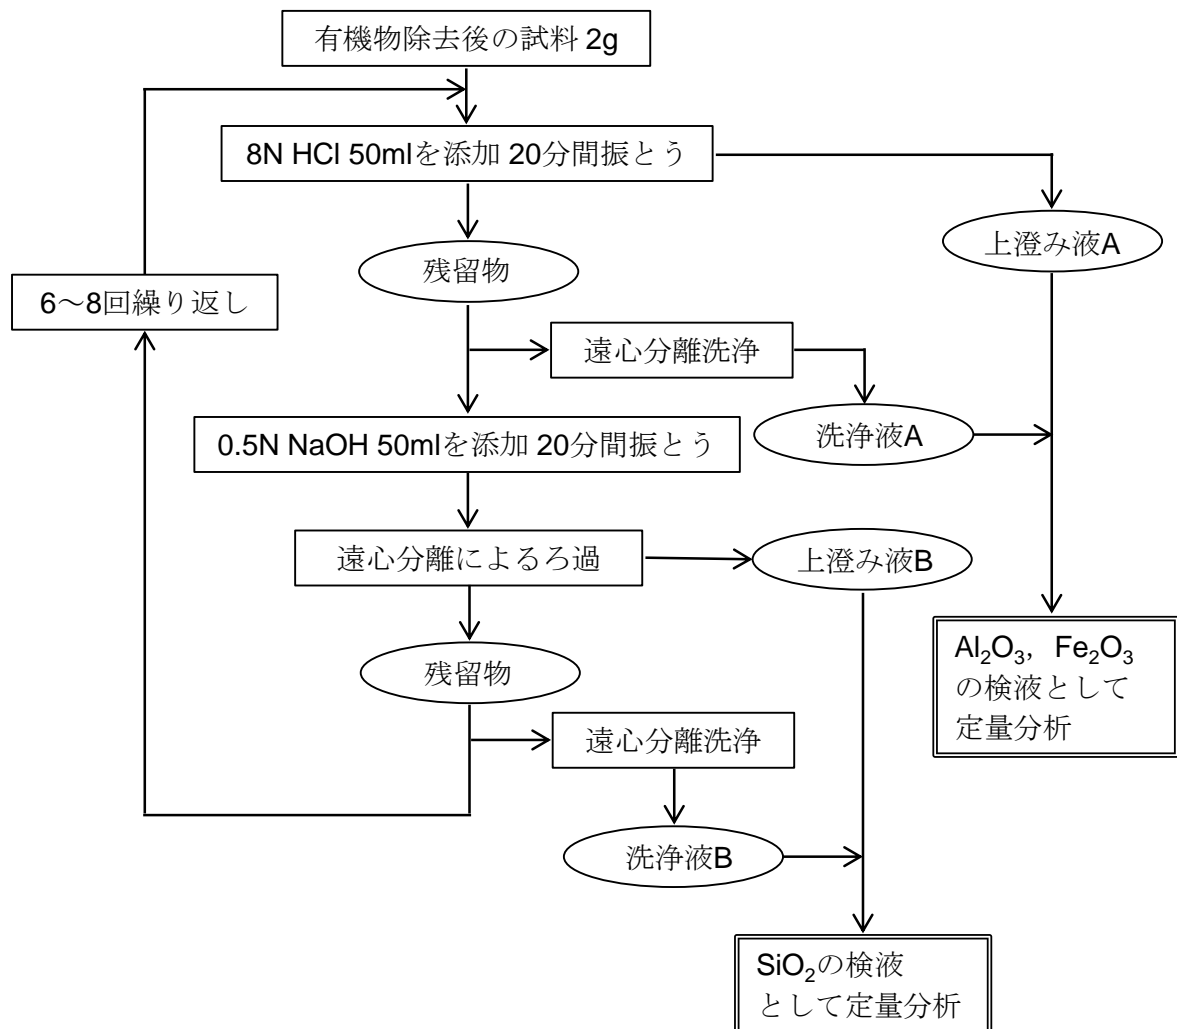 有機物除去後の試料 2g
8N HCl 50mlを添加 20分間振とう
上澄み液A
残留物
6～8回繰り返し
遠心分離洗浄
洗浄液A
0.5N NaOH 50mlを添加 20分間振とう
遠心分離によるろ過
上澄み液B
Al₂O₃，Fe₂O₃
の検液として
定量分析
残留物
遠心分離洗浄
洗浄液B
SiO₂の検液
として定量分析